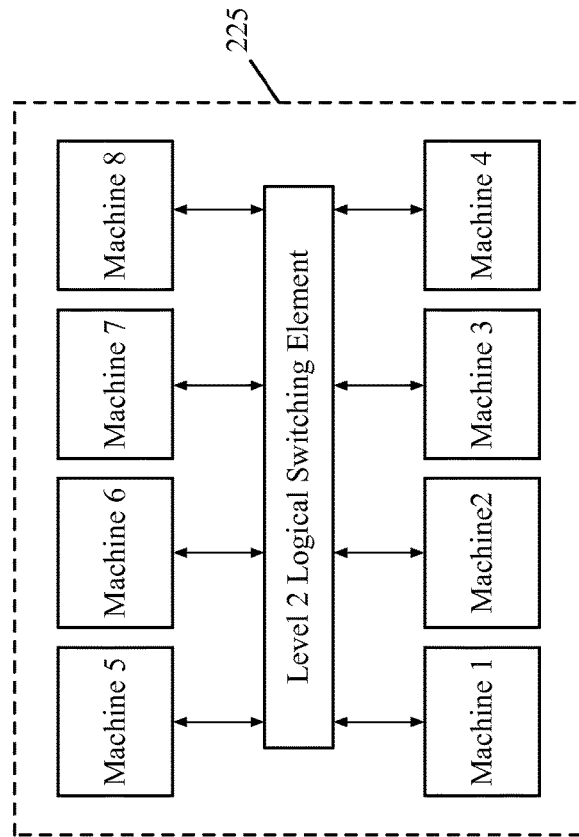 225
Machine 5
Machine 6
Machine 7
Machine 8
Level 2 Logical Switching Element
Machine 1
Machine2
Machine 3
Machine 4